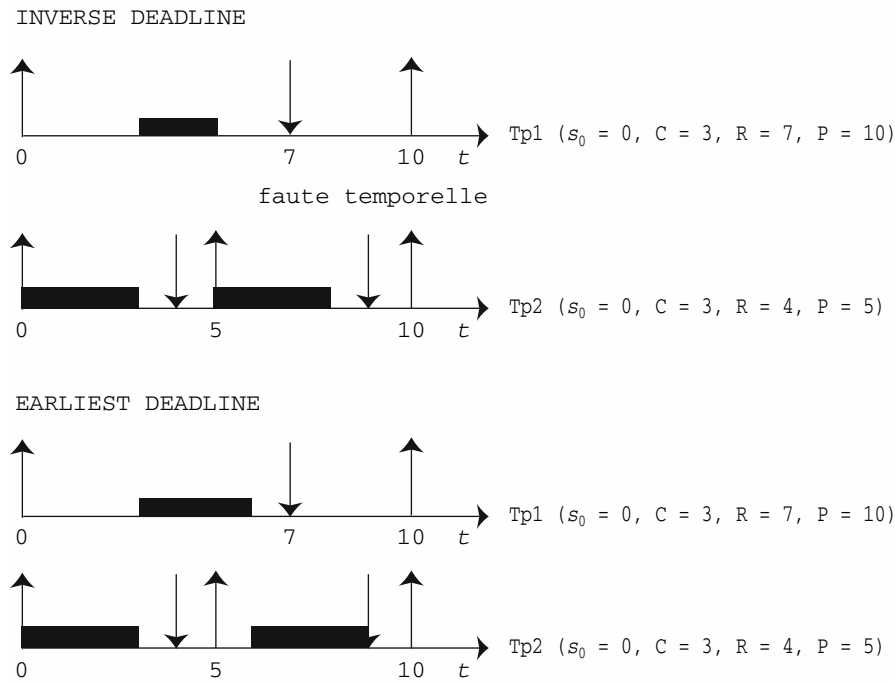 INVERSE DEADLINE
Tp1 (s0 = 0, C = 3, R = 7, P = 10)
0 7 10 t
faute temporelle
Tp2 (s0 = 0, C = 3, R = 4, P = 5)
0 5 10 t
EARLIEST DEADLINE
Tp1 (s0 = 0, C = 3, R = 7, P = 10)
0 7 10 t
Tp2 (s0 = 0, C = 3, R = 4, P = 5)
0 5 10 t